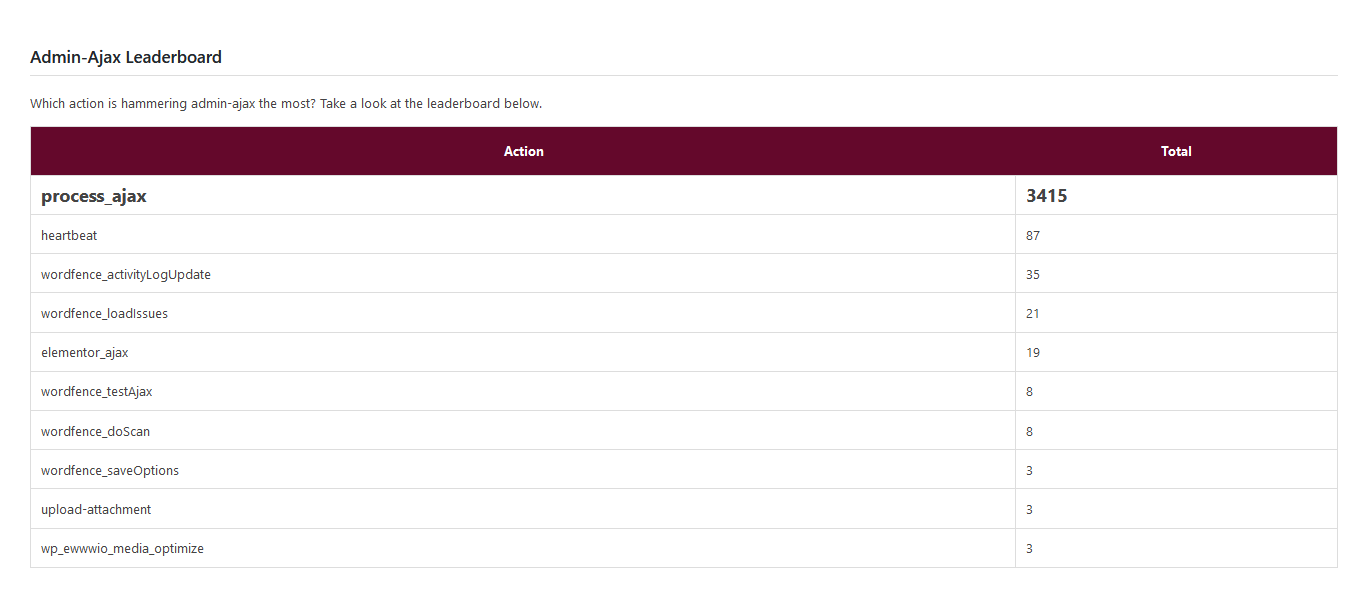 Admin-Ajax Leaderboard
Which action is hammering admin-ajax the most? Take a look at the leaderboard below.
Action Total
process_ajax 3415
heartbeat 87
wordfence_activityLogUpdate 35
wordfence_loadIssues 21
elementor_ajax 19
wordfence_testAjax 8
wordfence_doScan 8
wordfence_saveOptions 3
upload-attachment 3
wp_ewwwio_media_optimize 3